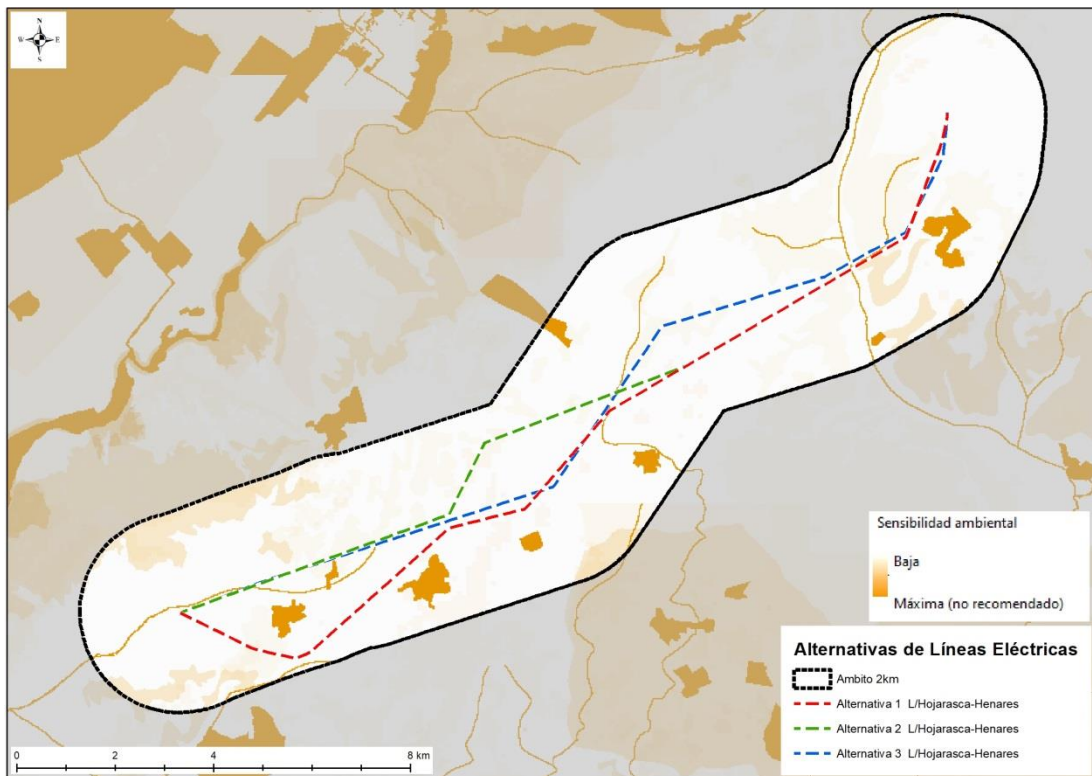 N
W E
S
Sensibilidad ambiental
Baja
Máxima (no recomendado)
Alternativas de Líneas Eléctricas
Ambito 2km
Alternativa 1 L/Hojarasca-Henares
Alternativa 2 L/Hojarasca-Henares
Alternativa 3 L/Hojarasca-Henares
0 2 4 8 km